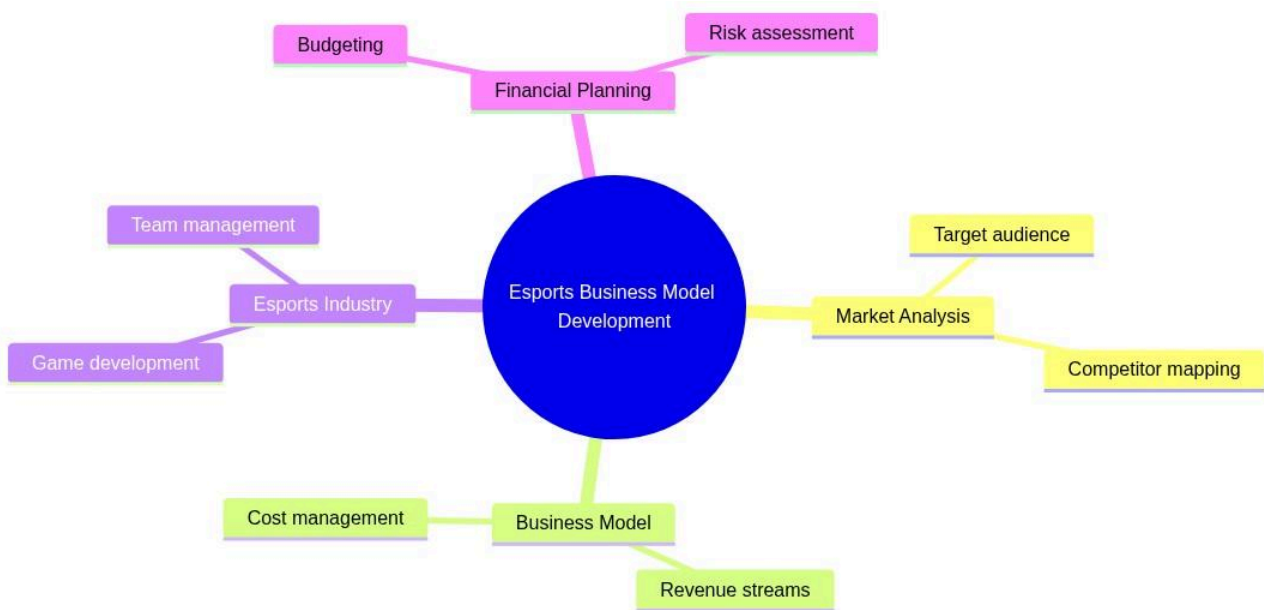 Budgeting
Risk assessment
Financial Planning
Team management
Target audience
Esports Industry
Esports Business Model
Development
Market Analysis
Game development
Competitor mapping
Cost management
Business Model
Revenue streams